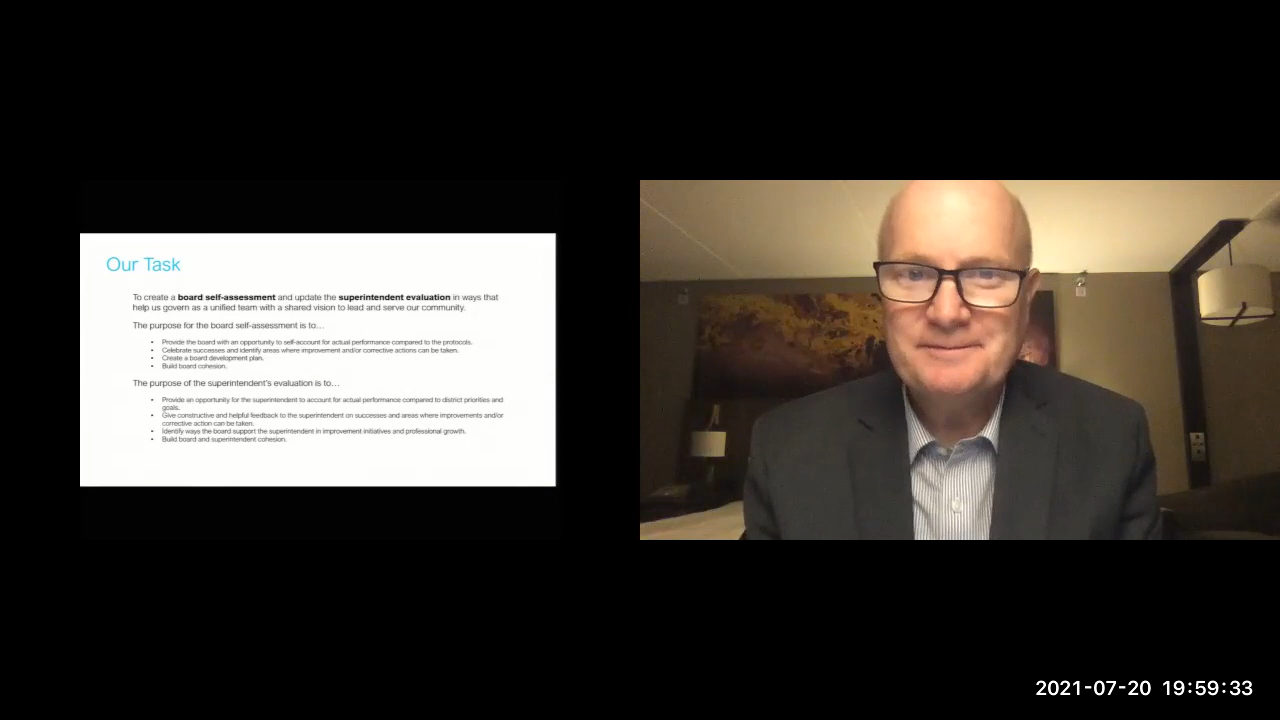 Our Task
To create a board self-assessment and update the superintendent evaluation in ways that
help us govern as a unified team with a shared vision to lead and serve our community.
The purpose for the board self-assessment is to…
• Provide the board with an opportunity to self-account for actual performance compared to the protocols.
• Celebrate successes and identify areas where improvement and/or corrective actions can be taken.
• Create a board development plan.
• Build board cohesion.
The purpose of the superintendent's evaluation is to…
• Provide an opportunity for the superintendent to account for actual performance compared to district priorities and
goals.
• Give constructive and helpful feedback to the superintendent on successes and areas where improvements and/or
corrective action can be taken.
• Identify ways the board support the superintendent in improvement initiatives and professional growth.
• Build board and superintendent cohesion.
2021-07-20 19:59:33